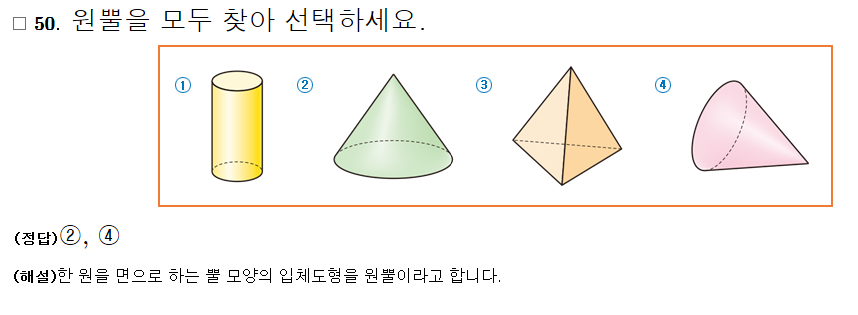 □ 50. 원뿔을 모두 찾아 선택하세요.
① ② ③ ④
(정답)②, ④
(해설)한 원을 면으로 하는 뿔 모양의 입체도형을 원뿔이라고 합니다.